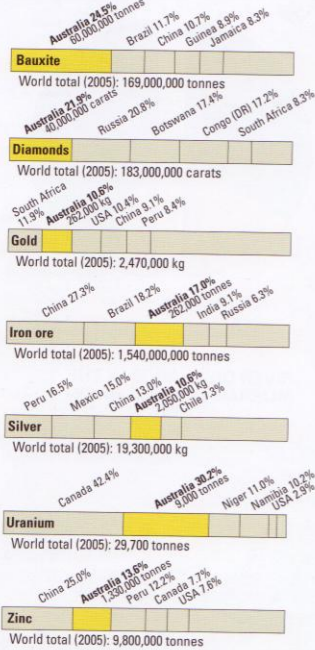 Australia 24.5%
60,000,000 tonnes
Brazil 11.7%
China 10.7%
Guinea 8.9%
Jamaica 8.3%
Bauxite
World total (2005): 169,000,000 tonnes
Australia 21.9%
40,000,000 carats
Russia 20.8%
Botswana 17.4%
Congo (DR) 17.2%
South Africa 8.3%
Diamonds
World total (2005): 183,000,000 carats
South Africa
11.9%
Australia 10.6%
262,000 kg
USA 10.4%
China 9.1%
Peru 8.4%
Gold
World total (2005): 2,470,000 kg
China 27.3%
Brazil 18.2%
Australia 17.0%
262,000 tonnes
India 9.1%
Russia 6.3%
Iron ore
World total (2005): 1,540,000,000 tonnes
Peru 16.5%
Mexico 15.0%
China 13.0%
Australia 10.6%
2,050,000 kg
Chile 7.3%
Silver
World total (2005): 19,300,000 kg
Canada 42.4%
Australia 30.2%
9,000 tonnes
Niger 11.0%
Namibia 10.2%
USA 2.9%
Uranium
World total (2005): 29,700 tonnes
China 25.0%
Australia 13.6%
1,330,000 tonnes
Peru 12.2%
Canada 7.7%
USA 7.6%
Zinc
World total (2005): 9,800,000 tonnes